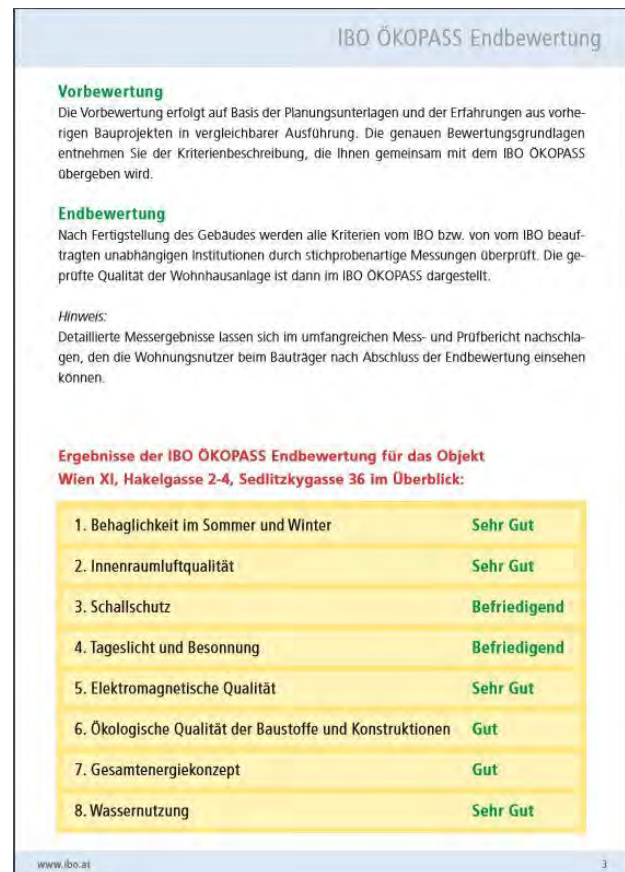 IBO ÖKOPASS Endbewertung
Vorbewertung
Die Vorbewertung erfolgt auf Basis der Planungsunterlagen und der Erfahrungen aus vorhe-
rigen Bauprojekten in vergleichbarer Ausführung. Die genauen Bewertungsgrundlagen
entnehmen Sie der Kriterienbeschreibung, die Ihnen gemeinsam mit dem IBO ÖKOPASS
übergeben wird.
Endbewertung
Nach Fertigstellung des Gebäudes werden alle Kriterien vom IBO bzw. von vom IBO beauf-
tragten unabhängigen Institutionen durch stichprobenartige Messungen überprüft. Die ge-
prüfte Qualität der Wohnhausanlage ist dann im IBO ÖKOPASS dargestellt.
Hinweis:
Detaillierte Messergebnisse lassen sich im umfangreichen Mess- und Prüfbericht nachschla-
gen, den die Wohnungsnutzer beim Bauträger nach Abschluss der Endbewertung einsehen
können.
Ergebnisse der IBO ÖKOPASS Endbewertung für das Objekt
Wien XI, Hakelgasse 2-4, Sedlitzkygasse 36 im Überblick:
1. Behaglichkeit im Sommer und Winter Sehr Gut
2. Innenraumluftqualität Sehr Gut
3. Schallschutz Befriedigend
4. Tageslicht und Besonnung Befriedigend
5. Elektromagnetische Qualität Sehr Gut
6. Ökologische Qualität der Baustoffe und Konstruktionen Gut
7. Gesamtenergiekonzept Gut
8. Wassernutzung Sehr Gut
www.ibo.at 3